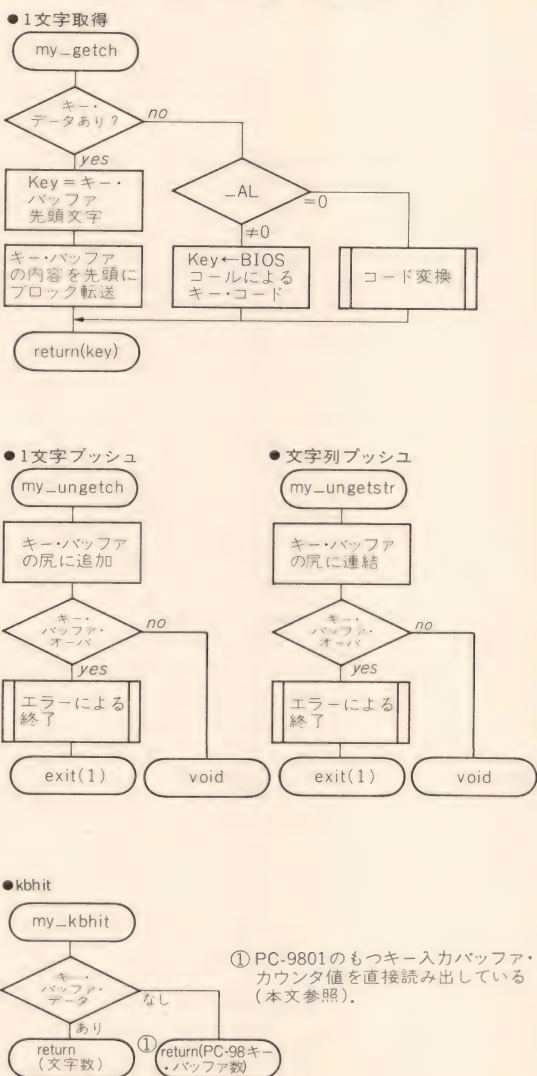 ●1文字取得
my_getch
キー・
データあり？
no
yes
Key＝キー・
バッファ
先頭文字
キー・バッファ
の内容を先頭に
ブロック転送
_AL
=0
≠0
Key←BIOS
コールによる
キー・コード
コード変換
return(key)
●1文字プッシュ
my_ungetch
キー・バッファ
の尻に追加
キー・
バッファ・
オーバ
no
yes
エラーによる
終了
exit(1)
void
●文字列プッシュ
my_ungetstr
キー・バッファ
の尻に連結
キー・
バッファ・
オーバ
no
yes
エラーによる
終了
exit(1)
void
●kbhit
my_kbhit
キー・
バッファ・
データ
なし
あり
return
(文字数)
①
return(PC-98キー
・バッファ数)
① PC-9801のもつキー入力バッファ・
カウンタ値を直接読み出している
(本文参照).